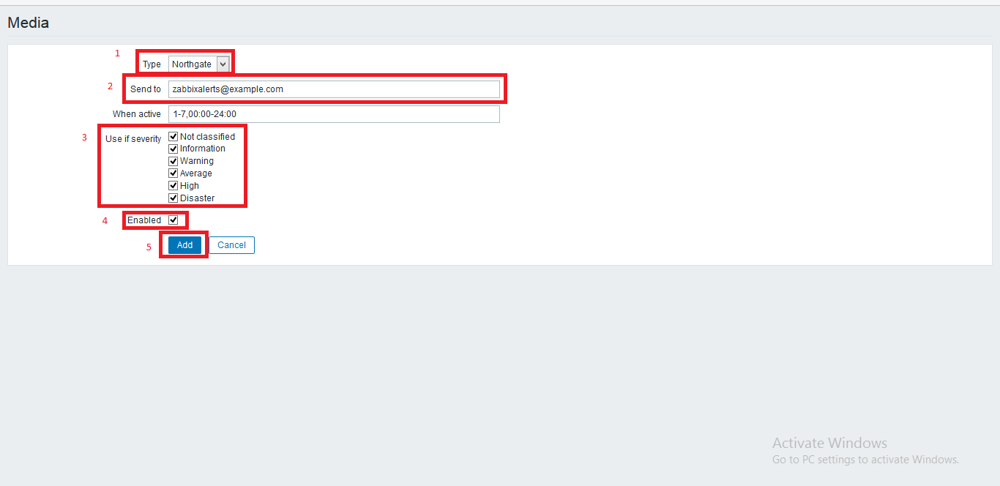 Media
1
Type Northgate
2 Send to zabbixalerts@example.com
When active 1-7,00:00-24:00
3 Use if severity Not classified
Information
Warning
Average
High
Disaster
4 Enabled
5 Add Cancel
Activate Windows
Go to PC settings to activate Windows.